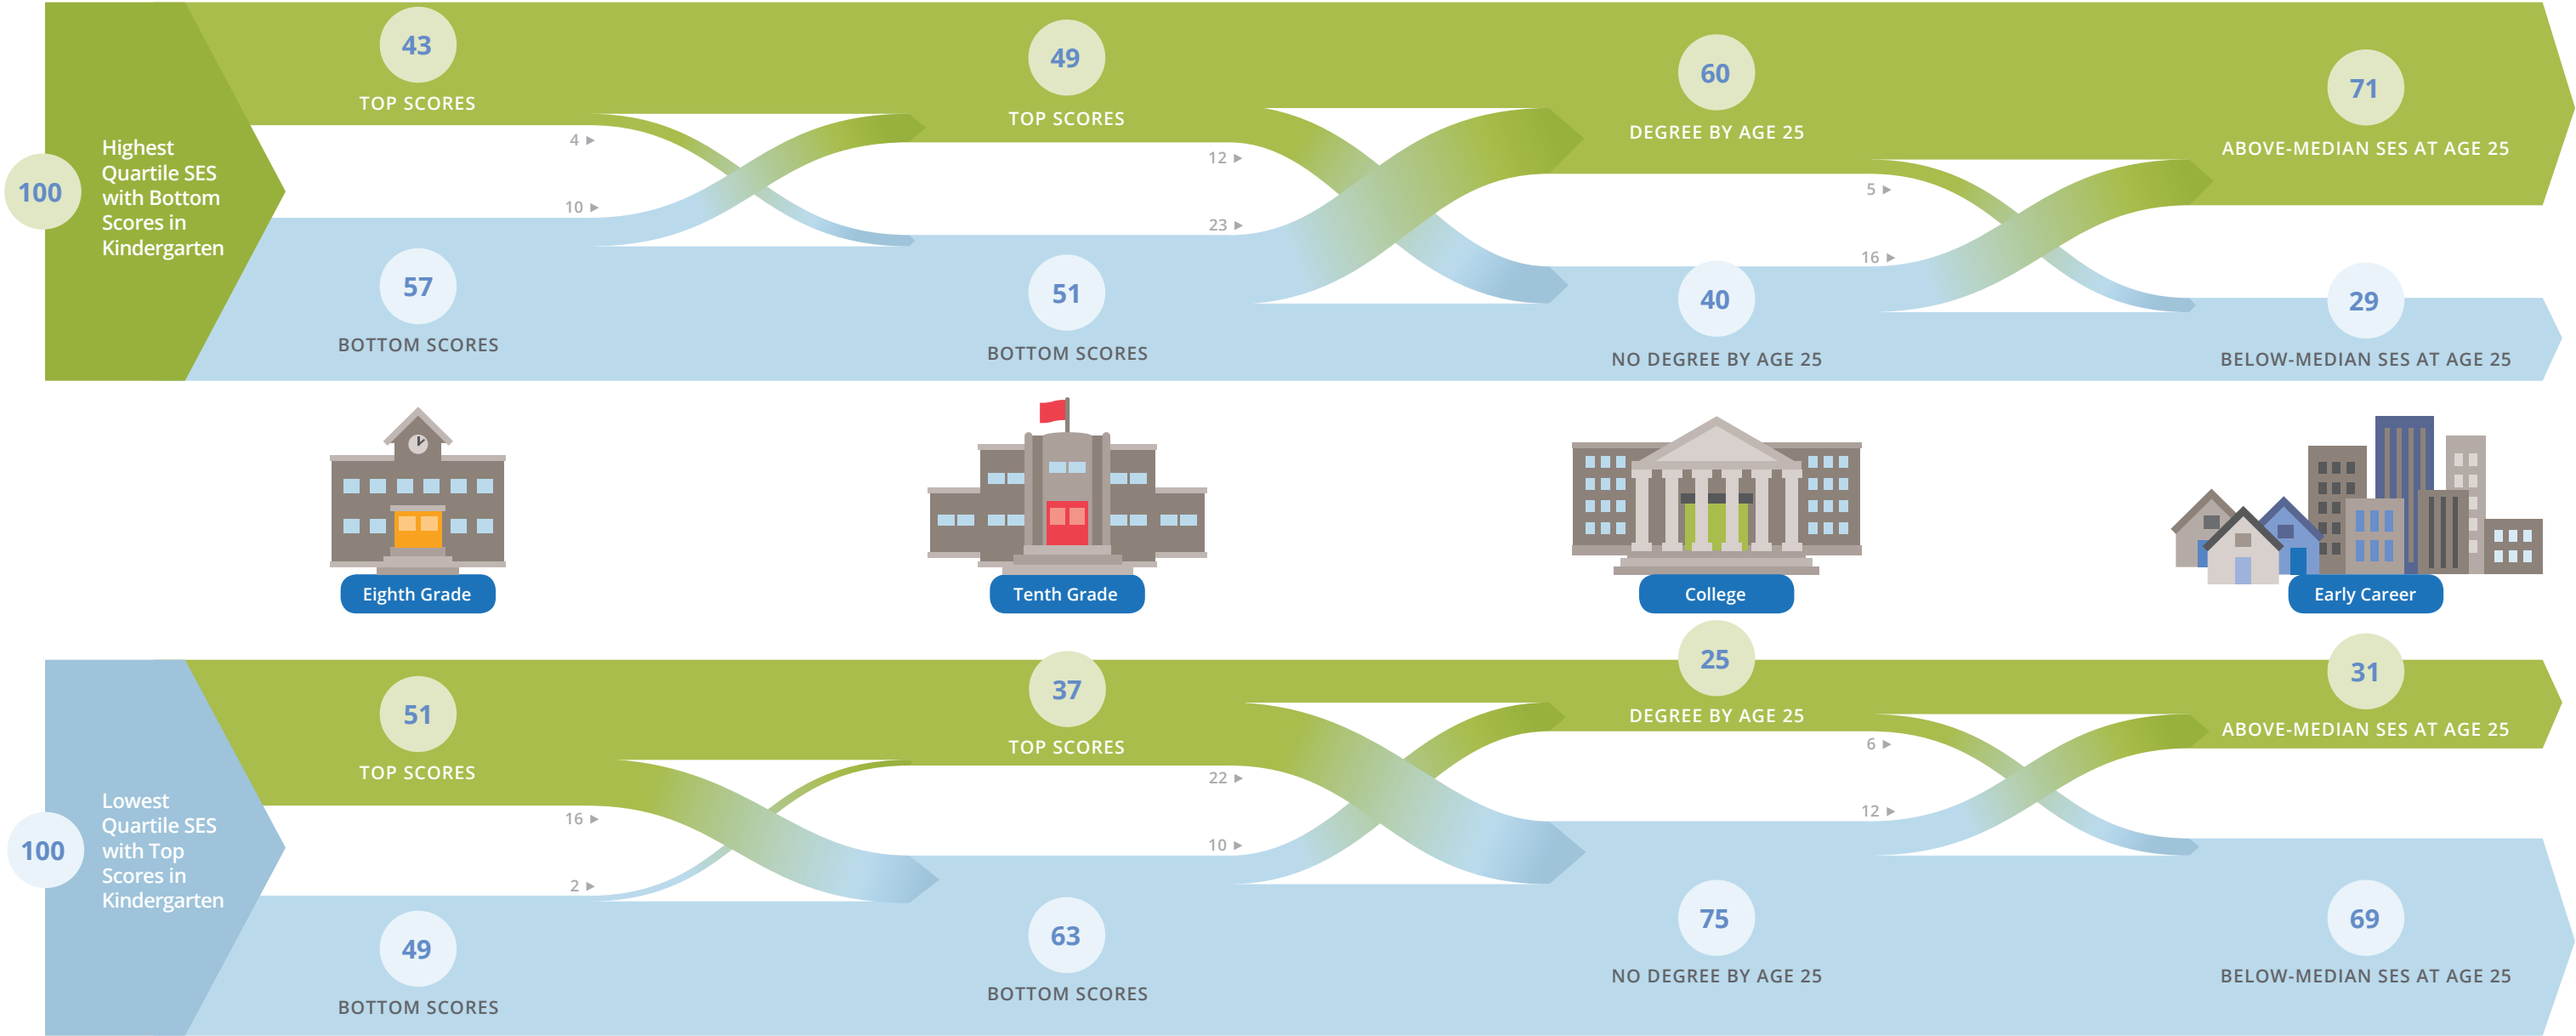 43
TOP SCORES
49
TOP SCORES
60
DEGREE BY AGE 25
71
ABOVE-MEDIAN SES AT AGE 25
100
Highest
Quartile SES
with Bottom
Scores in
Kindergarten
4 ►
10 ►
12 ►
23 ►
5 ►
16 ►
57
BOTTOM SCORES
51
BOTTOM SCORES
40
NO DEGREE BY AGE 25
29
BELOW-MEDIAN SES AT AGE 25
Eighth Grade
Tenth Grade
College
Early Career
51
TOP SCORES
37
TOP SCORES
25
DEGREE BY AGE 25
31
ABOVE-MEDIAN SES AT AGE 25
100
Lowest
Quartile SES
with Top
Scores in
Kindergarten
16 ►
2 ►
22 ►
10 ►
6 ►
12 ►
49
BOTTOM SCORES
63
BOTTOM SCORES
75
NO DEGREE BY AGE 25
69
BELOW-MEDIAN SES AT AGE 25